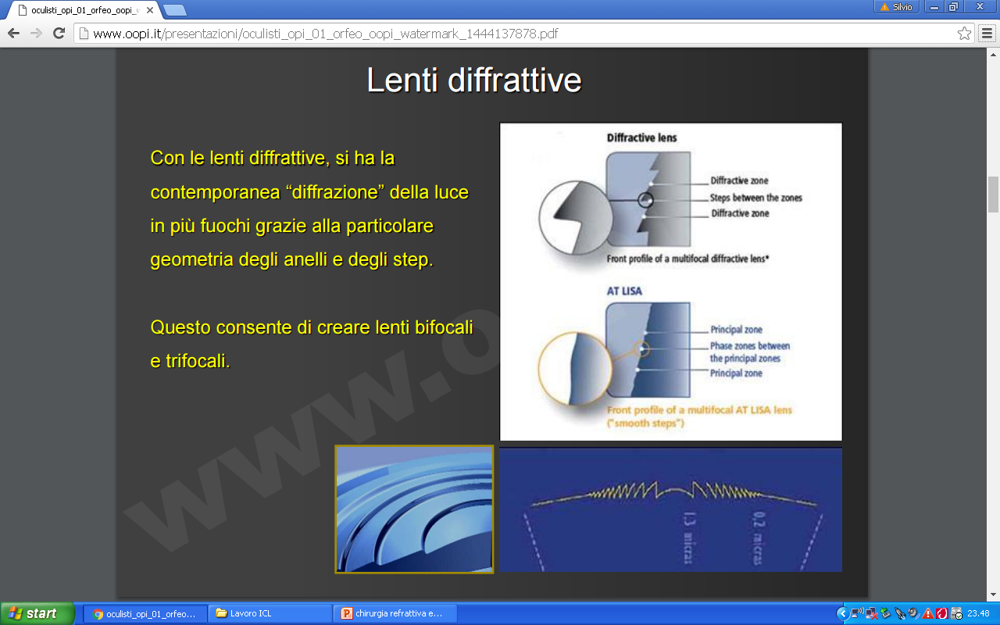 oculisti_opi_01_orfeo_oopi_w
Silvio
www.oopi.it/presentazioni/oculisti_opi_01_orfeo_oopi_watermark_1444137878.pdf
Lenti diffrattive
Con le lenti diffrattive, si ha la
contemporanea “diffrazione” della luce
in più fuochi grazie alla particolare
geometria degli anelli e degli step.
Questo consente di creare lenti bifocali
e trifocali.
Diffractive lens
Diffractive zone
Steps between the zones
Diffractive zone
Front profile of a multifocal diffractive lens*
AT LISA
Principal zone
Phase zones between
the principal zones
Principal zone
Front profile of a multifocal AT LISA lens
("smooth steps")
1,3 micras
0,2 micras
www.o
start
oculisti_opi_01_orfeo...
Lavoro ICL
chirurgia refrattiva e...
23.48